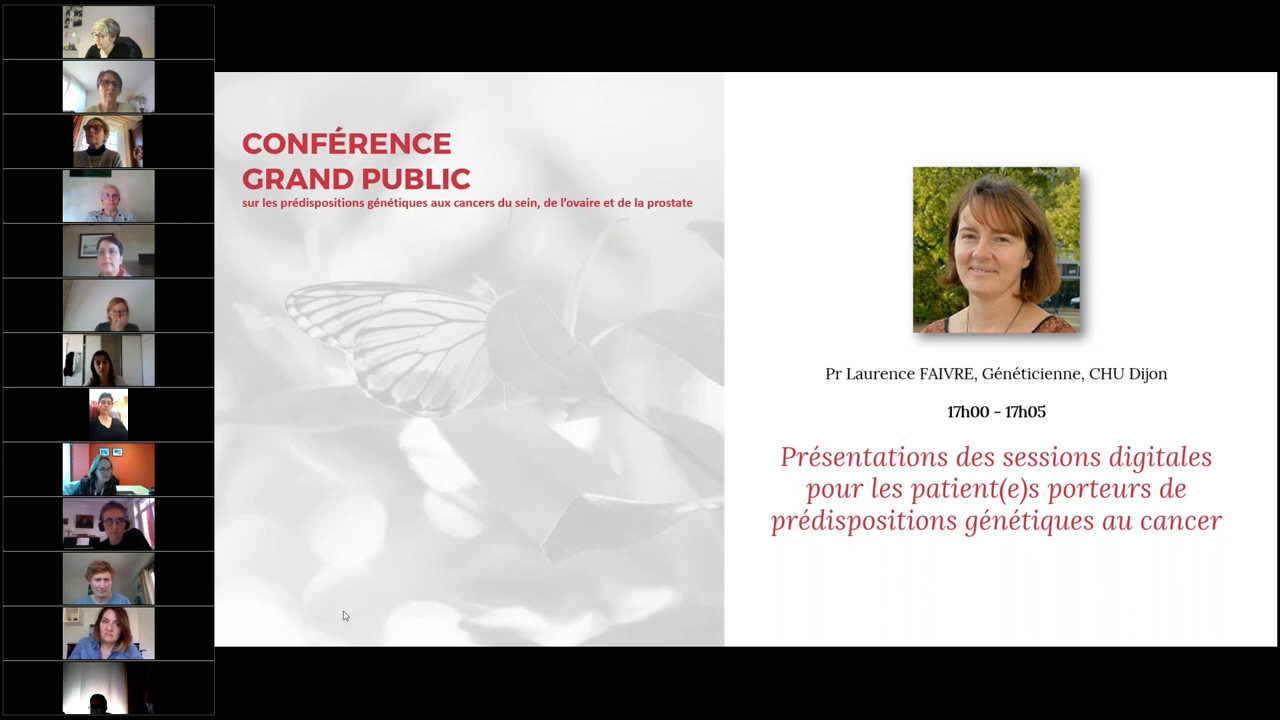 CONFÉRENCE
GRAND PUBLIC
sur les prédispositions génétiques aux cancers du sein, de l'ovaire et de la prostate
Pr Laurence FAIVRE, Généticienne, CHU Dijon
17h00 - 17h05
Présentations des sessions digitales
pour les patient(e)s porteurs de
prédispositions génétiques au cancer